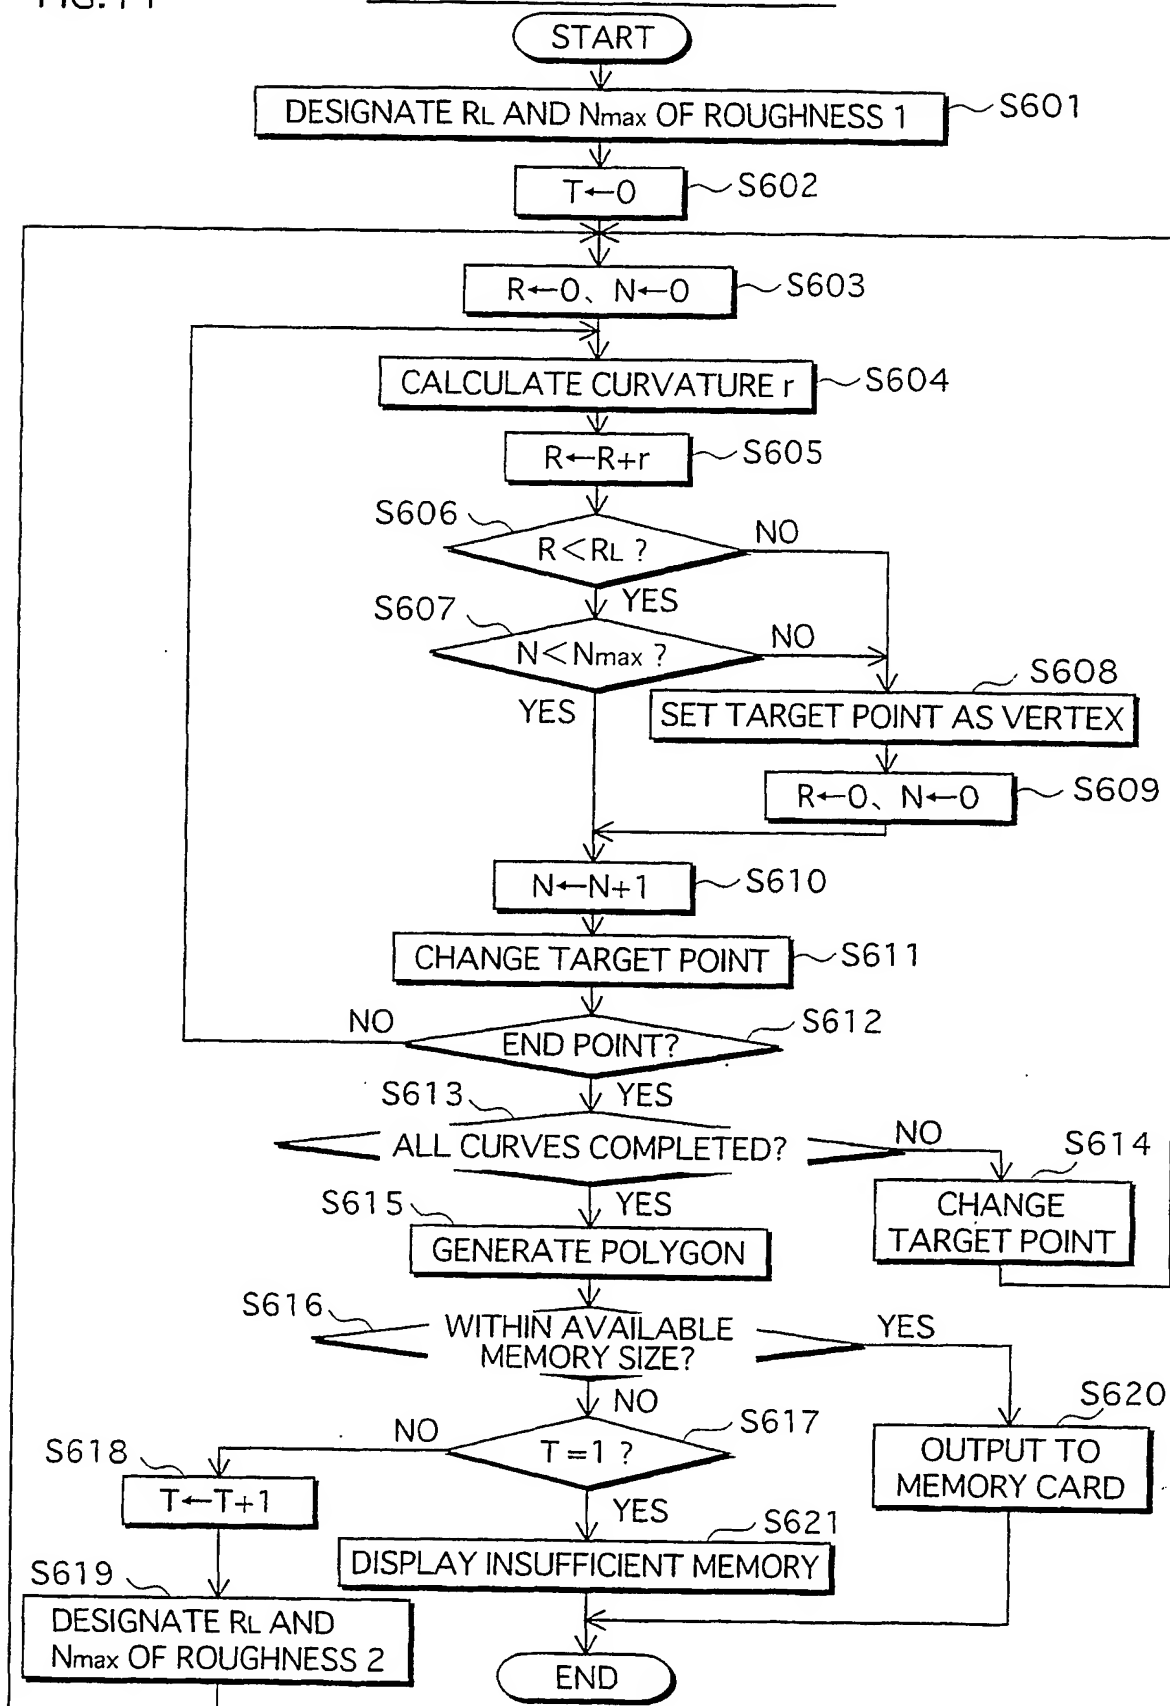 START
DESIGNATE RL AND Nmax OF ROUGHNESS 1
S601
T←0
S602
R←0、N←0
S603
CALCULATE CURVATURE r
S604
R←R+r
S605
S606
R<RL ?
NO
YES
S607
N<Nmax ?
NO
YES
S608
SET TARGET POINT AS VERTEX
R←0、N←0
S609
N←N+1
S610
CHANGE TARGET POINT
S611
NO
END POINT?
S612
YES
S613
ALL CURVES COMPLETED?
NO
S614
CHANGE
TARGET POINT
YES
S615
GENERATE POLYGON
S616
WITHIN AVAILABLE
MEMORY SIZE?
YES
NO
S617
T=1 ?
NO
S618
T←T+1
S620
OUTPUT TO
MEMORY CARD
YES
S621
DISPLAY INSUFFICIENT MEMORY
S619
DESIGNATE RL AND
Nmax OF ROUGHNESS 2
END